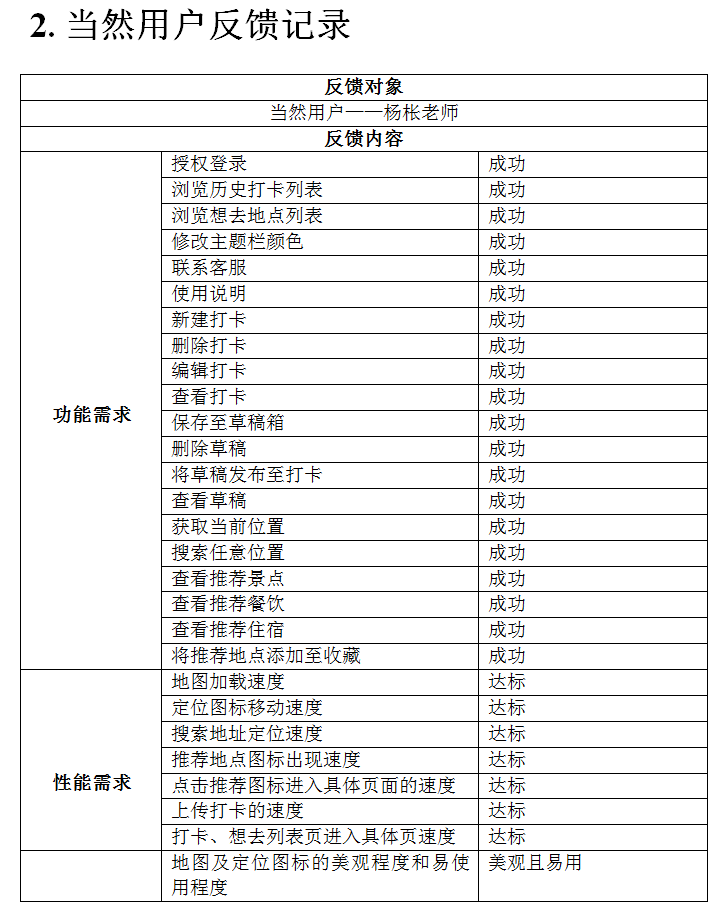 2. 当然用户反馈记录
反馈对象
当然用户——杨枨老师
反馈内容
功能需求
授权登录 成功
浏览历史打卡列表 成功
浏览想去地点列表 成功
修改主题栏颜色 成功
联系客服 成功
使用说明 成功
新建打卡 成功
删除打卡 成功
编辑打卡 成功
查看打卡 成功
保存至草稿箱 成功
删除草稿 成功
将草稿发布至打卡 成功
查看草稿 成功
获取当前位置 成功
搜索任意位置 成功
查看推荐景点 成功
查看推荐餐饮 成功
查看推荐住宿 成功
将推荐地点添加至收藏 成功
性能需求
地图加载速度 达标
定位图标移动速度 达标
搜索地址定位速度 达标
推荐地点图标出现速度 达标
点击推荐图标进入具体页面的速度 达标
上传打卡的速度 达标
打卡、想去列表页进入具体页速度 达标
地图及定位图标的美观程度和易使 美观且易用
用程度